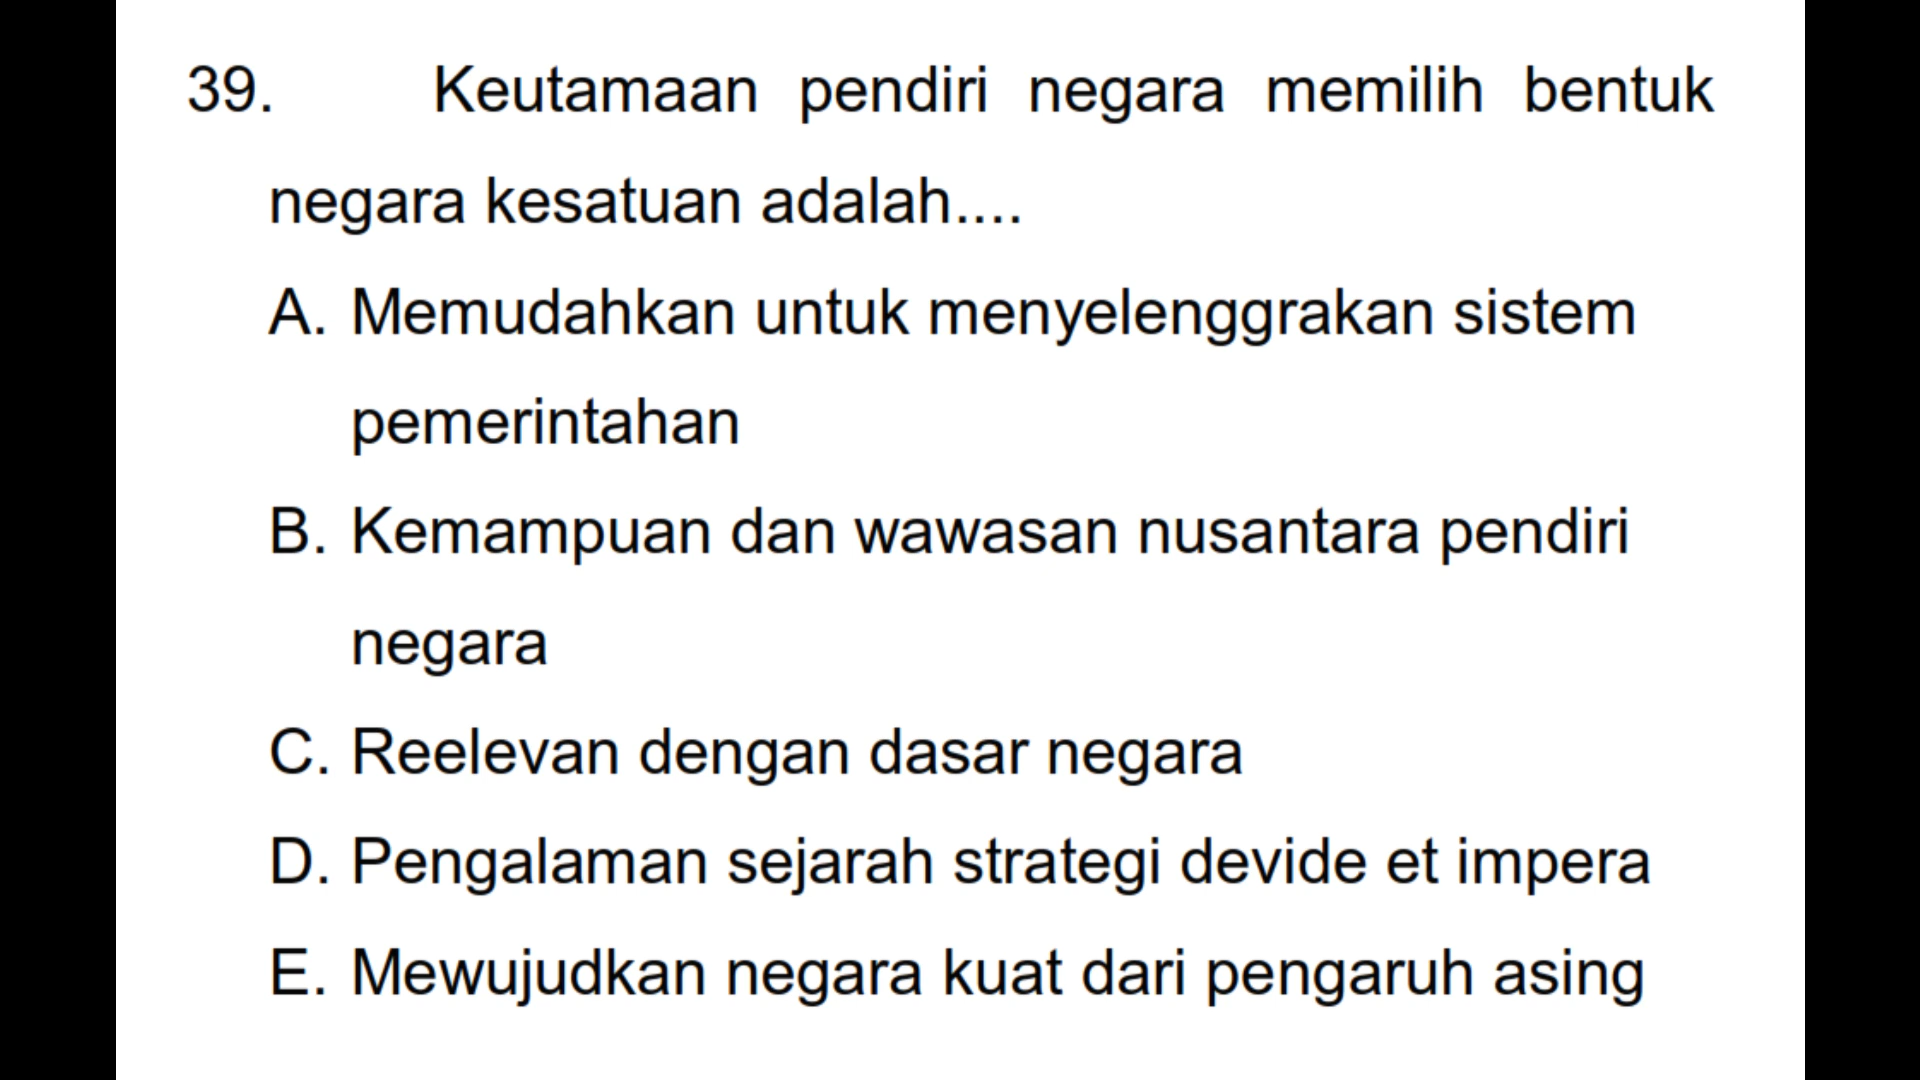 39. Keutamaan pendiri negara memilih bentuk
negara kesatuan adalah....
A. Memudahkan untuk menyelenggrakan sistem
pemerintahan
B. Kemampuan dan wawasan nusantara pendiri
negara
C. Reelevan dengan dasar negara
D. Pengalaman sejarah strategi devide et impera
E. Mewujudkan negara kuat dari pengaruh asing